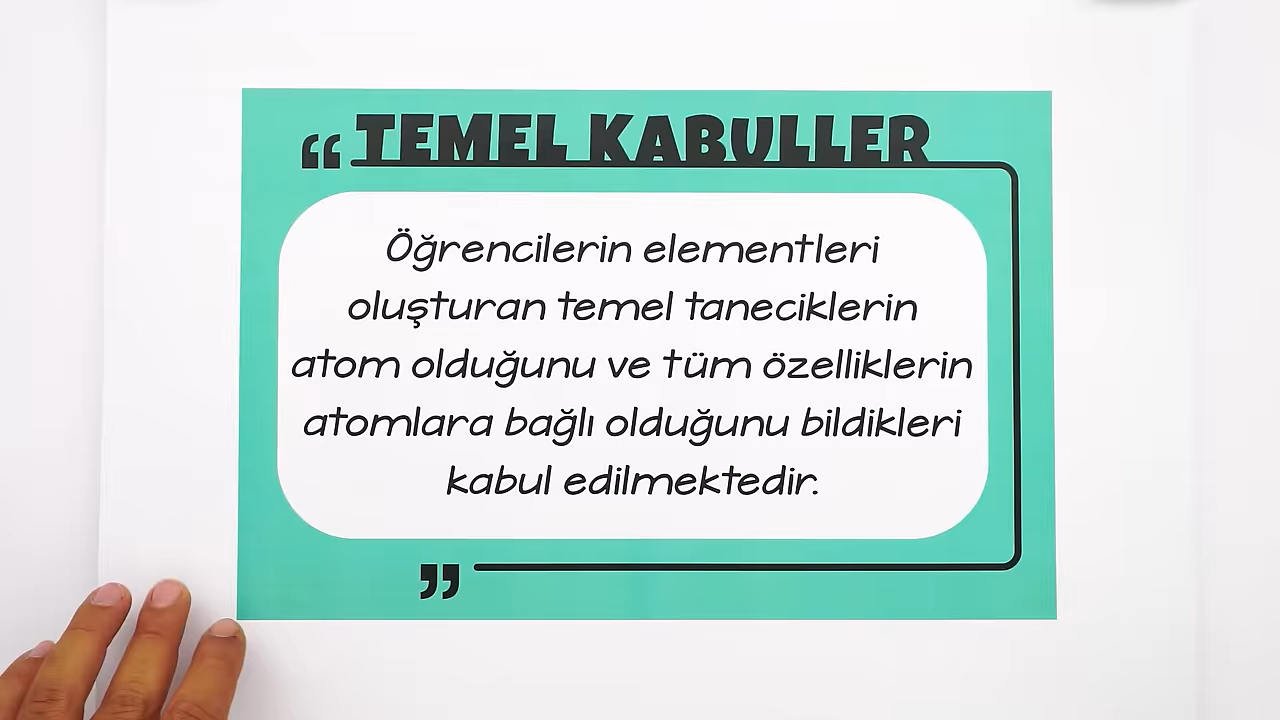 “TEMEL KABULLER
Öğrencilerin elementleri
oluşturan temel taneciklerin
atom olduğunu ve tüm özelliklerin
atomlara bağlı olduğunu bildikleri
kabul edilmektedir.
”